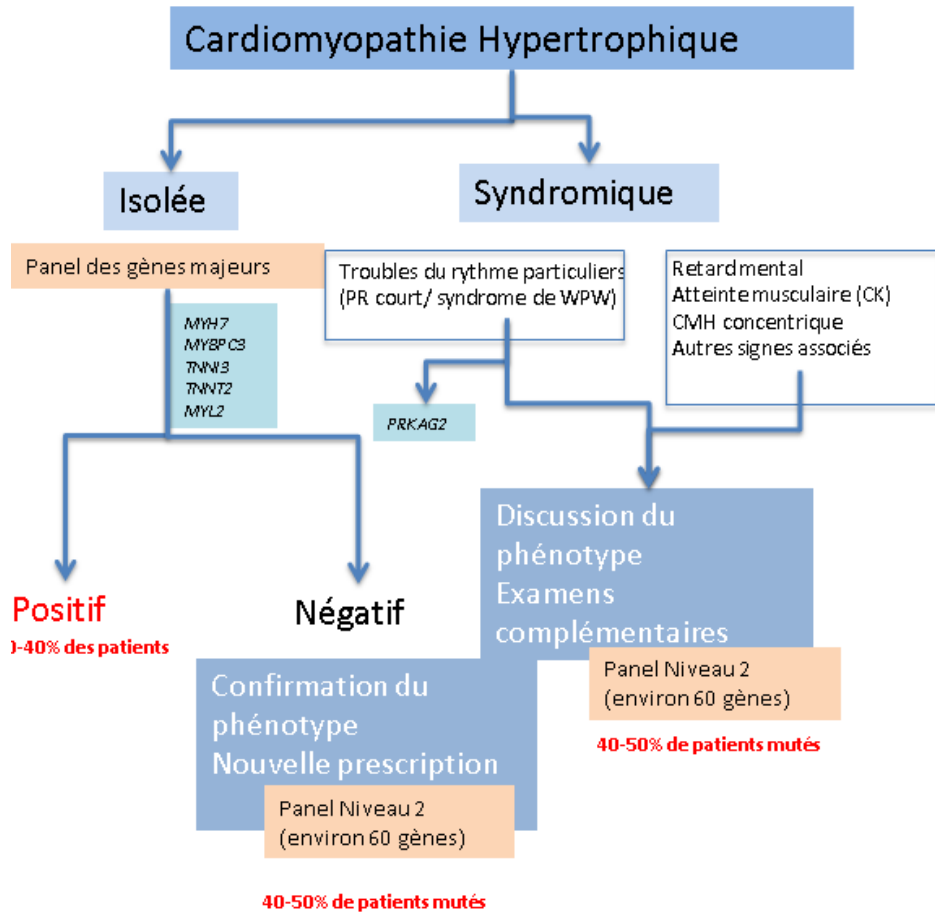 Cardiomyopathie Hypertrophique
Isolée
Syndromique
Panel des gènes majeurs
MYH7
MYBPC3
TNNI3
TNNT2
MYL2
Troubles du rythme particuliers
(PR court/ syndrome de WPW)
PRKAG2
Retard mental
Atteinte musculaire (CK)
CMH concentrique
Autres signes associés
Discussion du
phénotype
Examens
complémentaires
Panel Niveau 2
(environ 60 gènes)
40-50% de patients mutés
Positif
0-40% des patients
Négatif
Confirmation du
phénotype
Nouvelle prescription
Panel Niveau 2
(environ 60 gènes)
40-50% de patients mutés